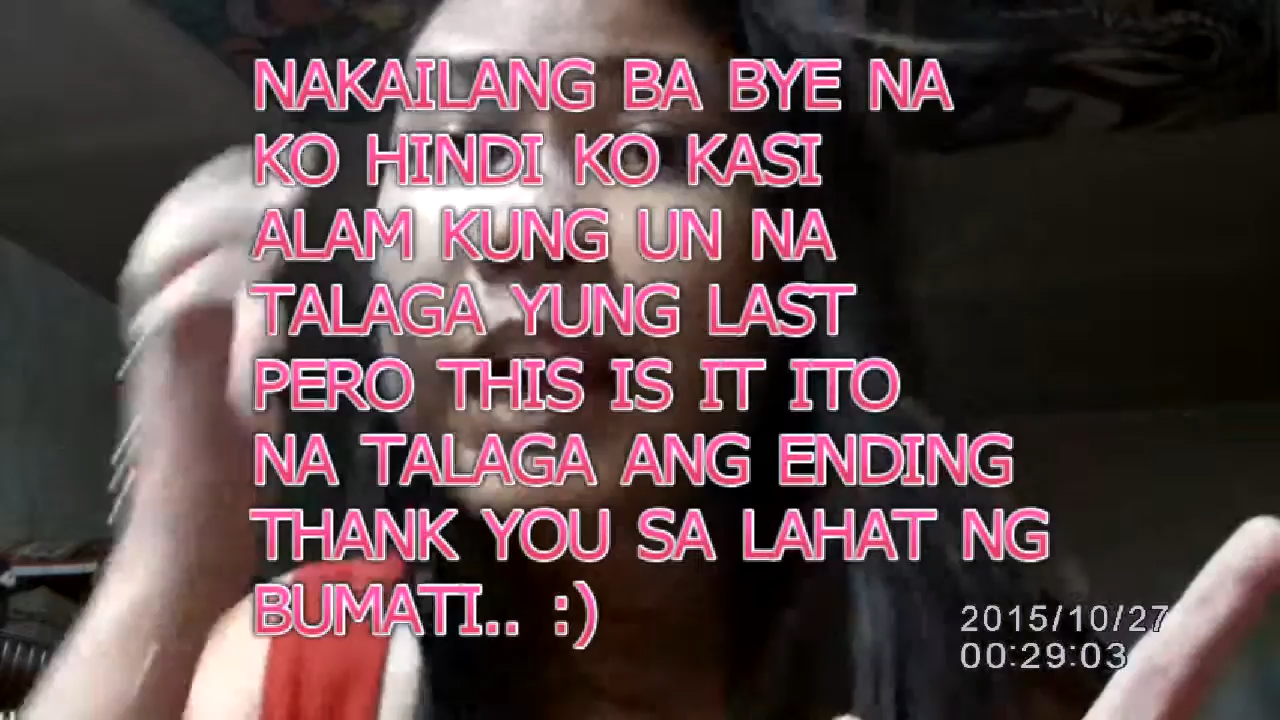 NAKAILANG BA BYE NA
KO HINDI KO KASI
ALAM KUNG UN NA
TALAGA YUNG LAST
PERO THIS IS IT ITO
NA TALAGA ANG ENDING
THANK YOU SA LAHAT NG
BUMATI.. :)
2015/10/27
00:29:03